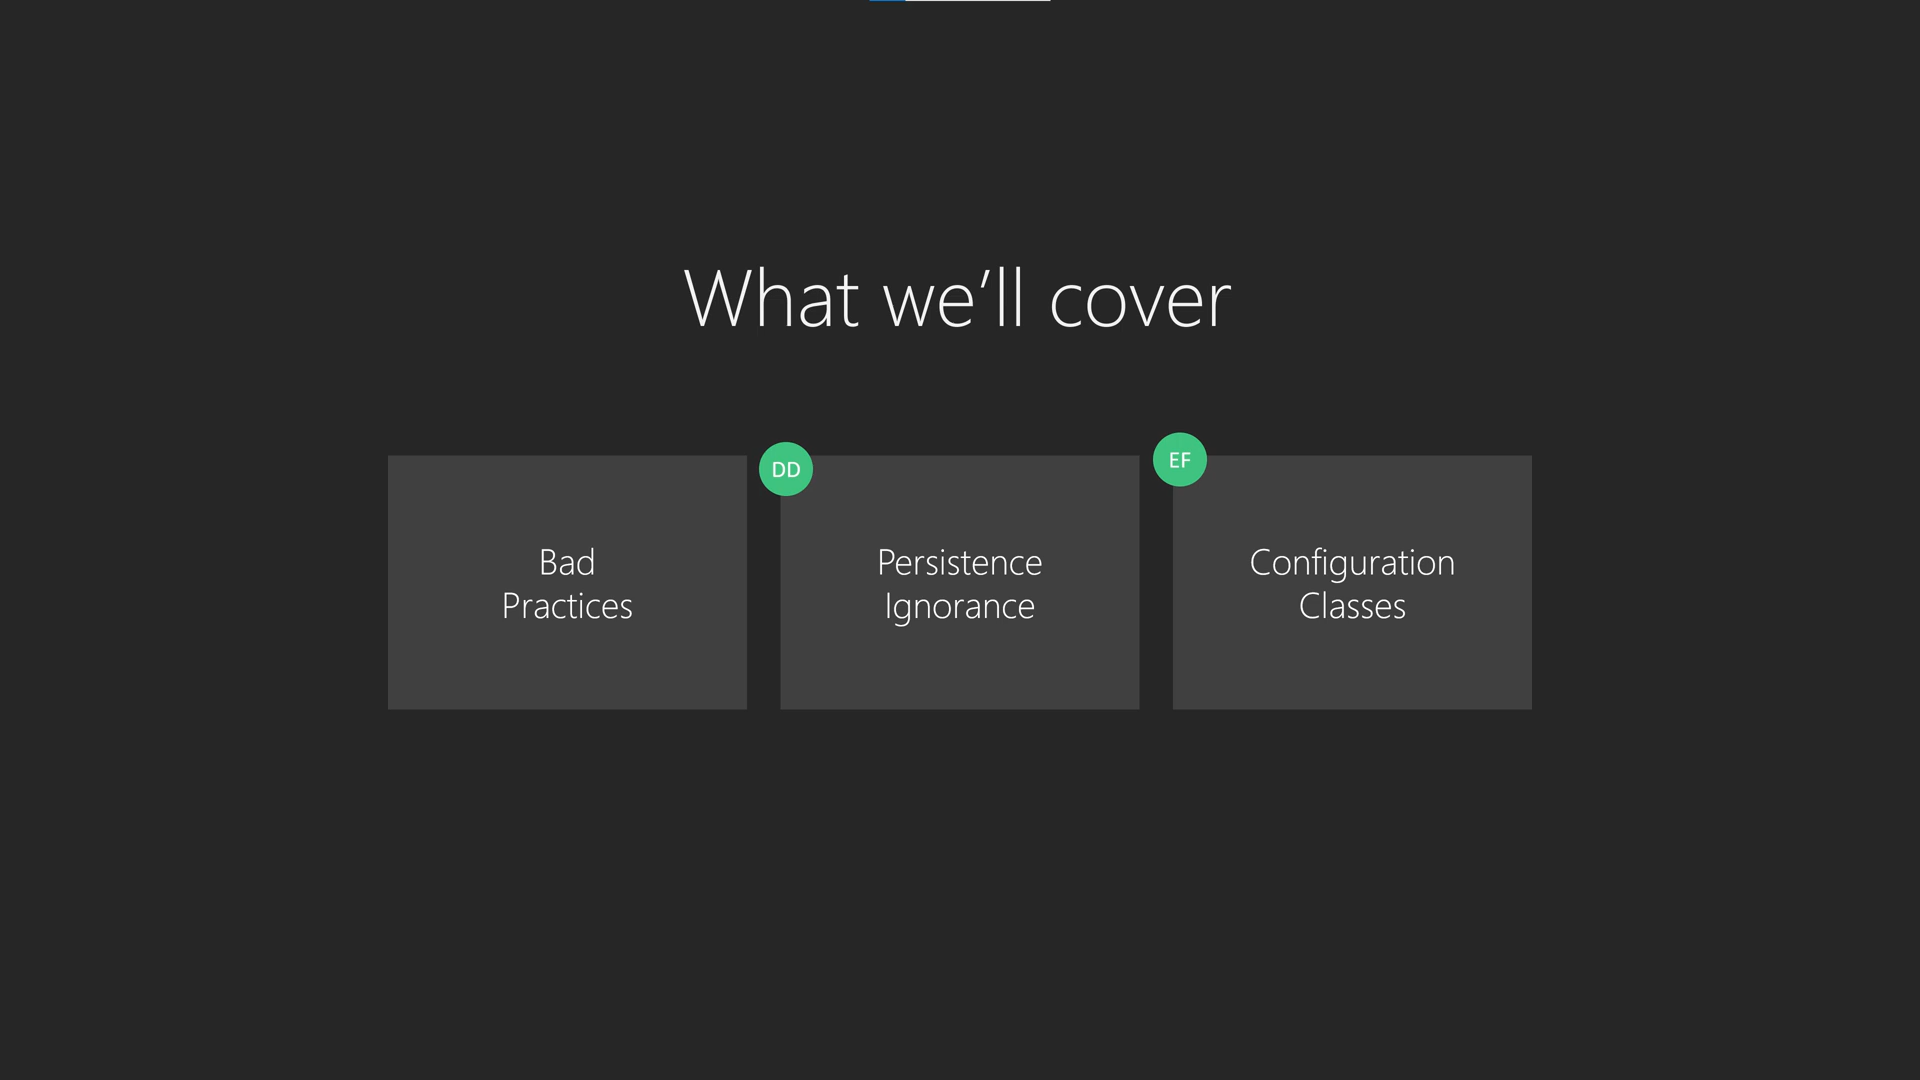 What we’ll cover
Bad
Practices
DD
Persistence
Ignorance
EF
Configuration
Classes